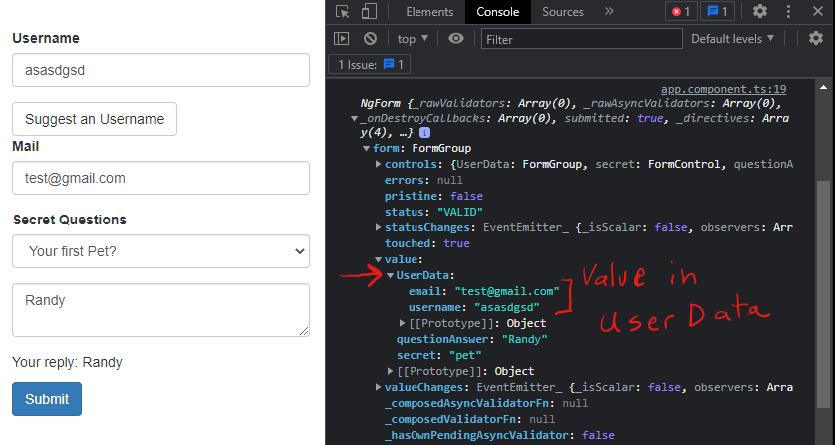 Username
asasdgsd
Suggest an Username
Mail
test@gmail.com
Secret Questions
Your first Pet?
Randy
Your reply: Randy
Submit
Elements Console Sources » 1 1
top ▾ Filter Default levels ▾
1 Issue: 1
app.component.ts:19
NgForm {_rawValidators: Array(0), _rawAsyncValidators: Array(0),
▾ _onDestroyCallbacks: Array(0), submitted: true, _directives: Arra
y(4), …} i
▾ form: FormGroup
▸ controls: {UserData: FormGroup, secret: FormControl, questionA
errors: null
pristine: false
status: "VALID"
▸ statusChanges: EventEmitter_ {_isScalar: false, observers: Arr
touched: true
▾ value:
▾ UserData:
email: "test@gmail.com"
username: "asasdgsd"
▸ [[Prototype]]: Object
questionAnswer: "Randy"
secret: "pet"
▸ [[Prototype]]: Object
▸ valueChanges: EventEmitter_ {_isScalar: false, observers: Arra
_composedAsyncValidatorFn: null
_composedValidatorFn: null
_hasOwnPendingAsyncValidator: false
Value in
UserData